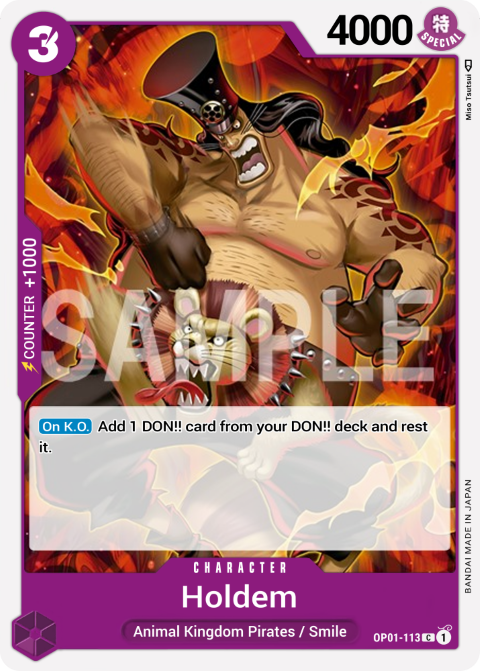 3
4000
特
SPECIAL
Miso Tsutsui
COUNTER +1000
SAMPLE
On K.O. Add 1 DON!! card from your DON!! deck and rest
it.
BANDAI MADE IN JAPAN
CHARACTER
Holdem
Animal Kingdom Pirates / Smile
OP01-113 C 1